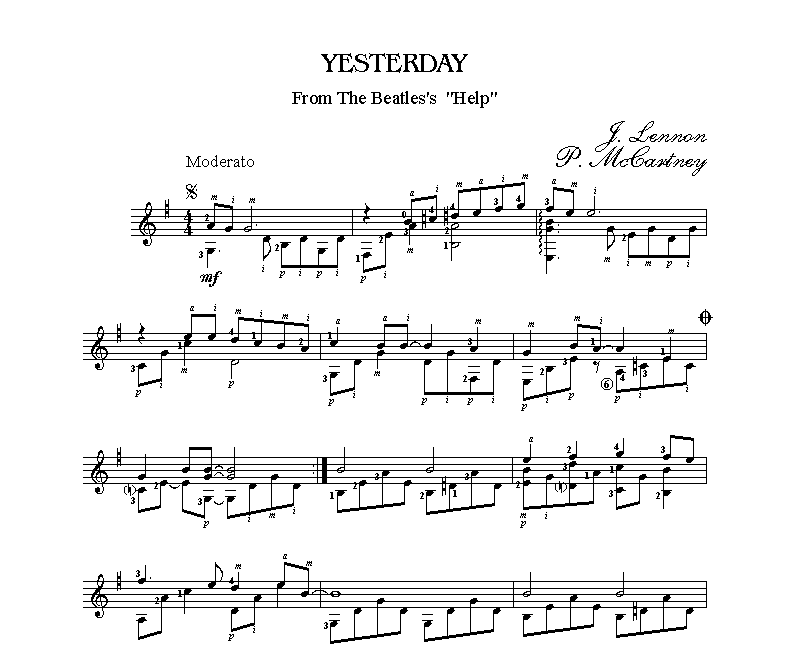 YESTERDAY
From The Beatles's "Help"
J. Lennon
P. McCartney
Moderato
mf